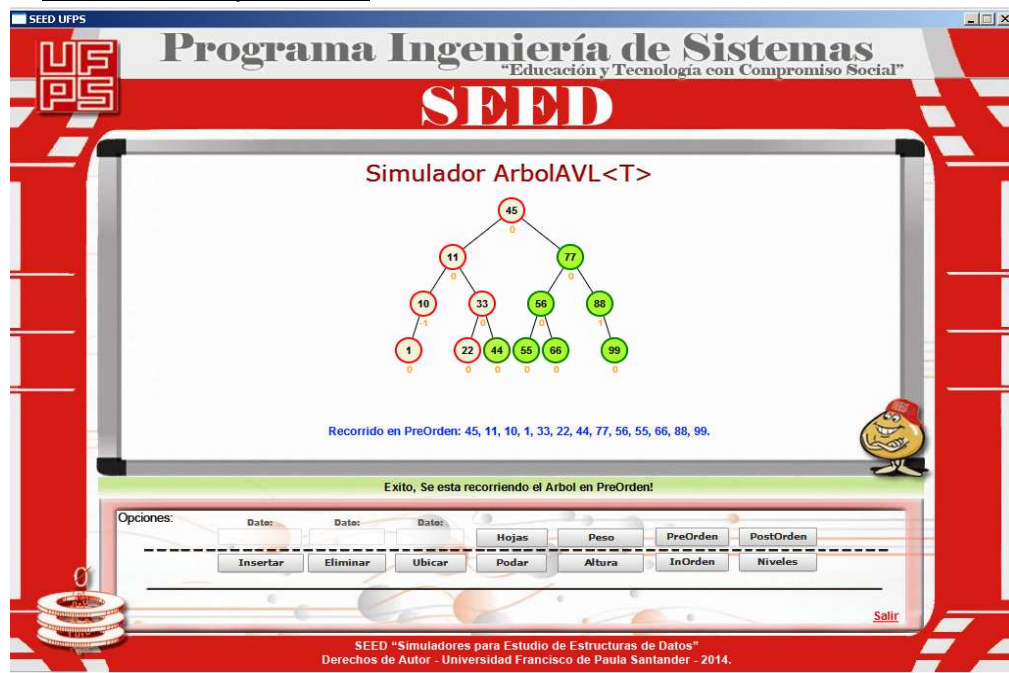 SEED UFPS
UFPS
Programa Ingeniería de Sistemas
“Educación y Tecnología con Compromiso Social”
SEED
Simulador ArbolAVL<T>
45
0
11
77
0
0
10
33
56
88
-1
0
0
1
1
22
44
55
66
99
0
0
0
0
0
0
Recorrido en PreOrden: 45, 11, 10, 1, 33, 22, 44, 77, 56, 55, 66, 88, 99.
Exito, Se esta recorriendo el Arbol en PreOrden!
Opciones:
Dato:
Dato:
Dato:
Hojas
Peso
PreOrden
PostOrden
Insertar
Eliminar
Ubicar
Podar
Altura
InOrden
Niveles
Salir
SEED “Simuladores para Estudio de Estructuras de Datos”
Derechos de Autor - Universidad Francisco de Paula Santander - 2014.